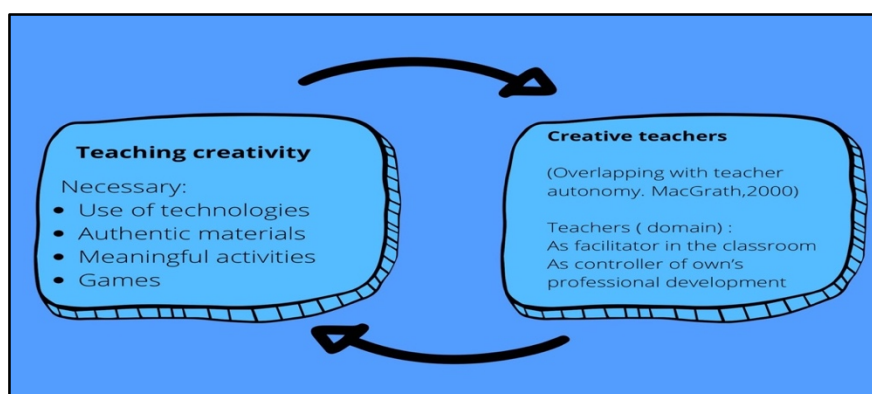 Teaching creativity
Necessary:
• Use of technologies
• Authentic materials
• Meaningful activities
• Games
Creative teachers
(Overlapping with teacher
autonomy. MacGrath,2000)
Teachers ( domain) :
As facilitator in the classroom
As controller of own's
professional development